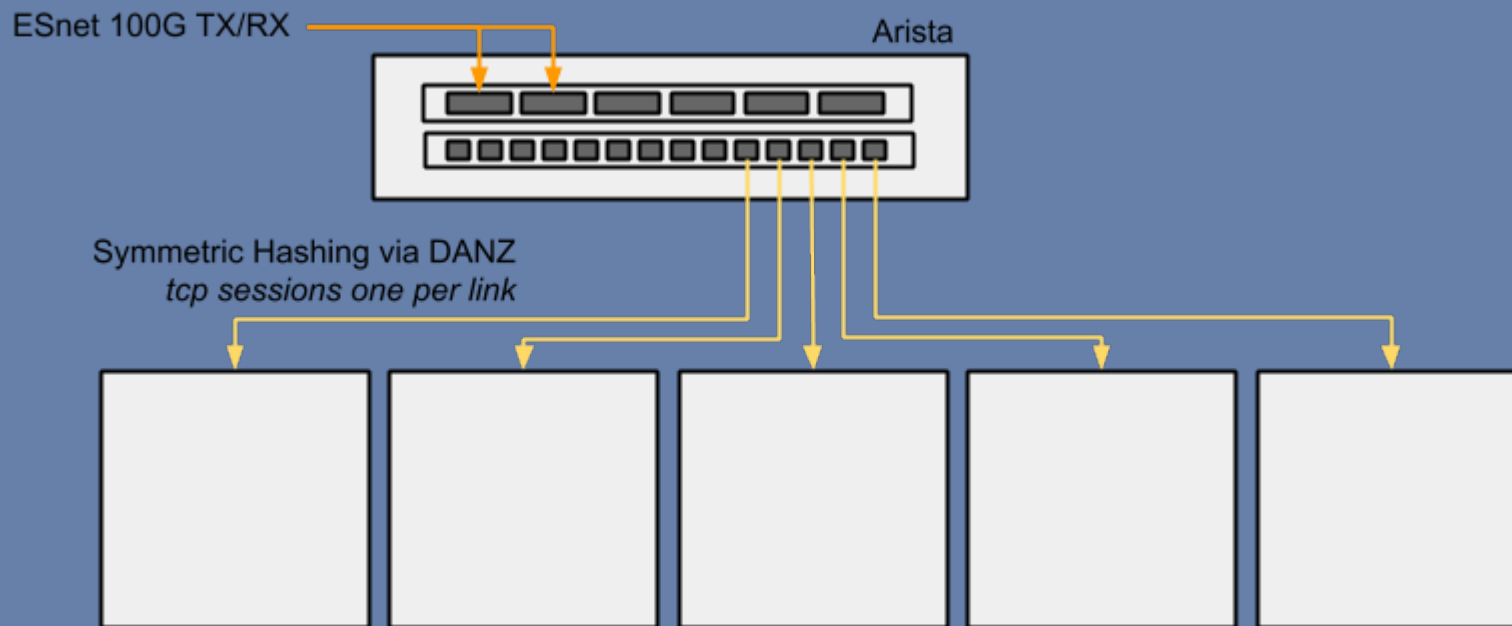 ESnet 100G TX/RX
Arista
Symmetric Hashing via DANZ
tcp sessions one per link